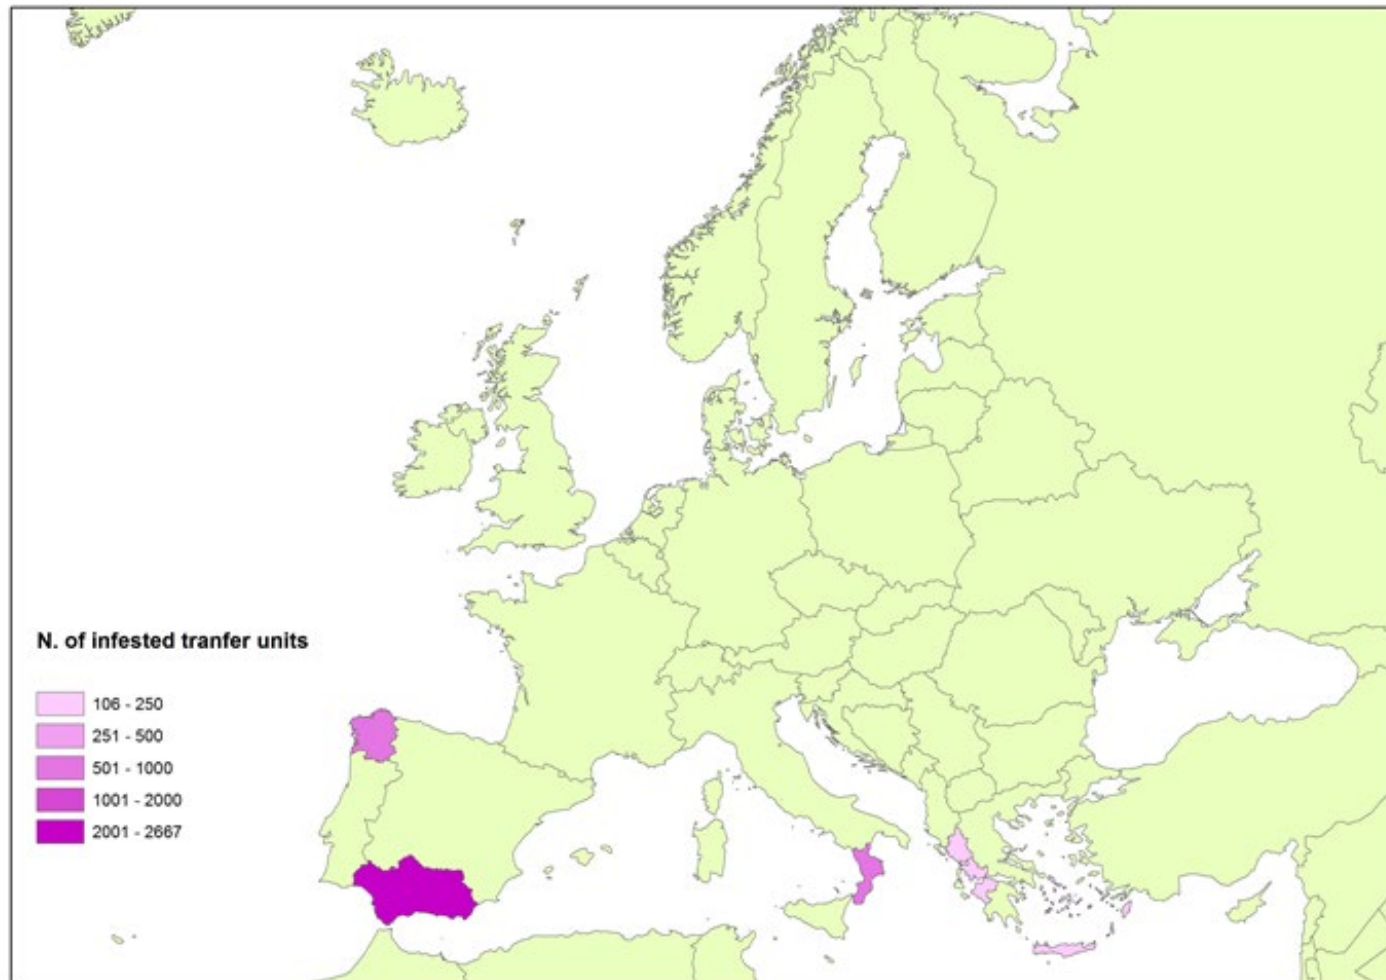 N. of infested tranfer units
106 - 250
251 - 500
501 - 1000
1001 - 2000
2001 - 2667